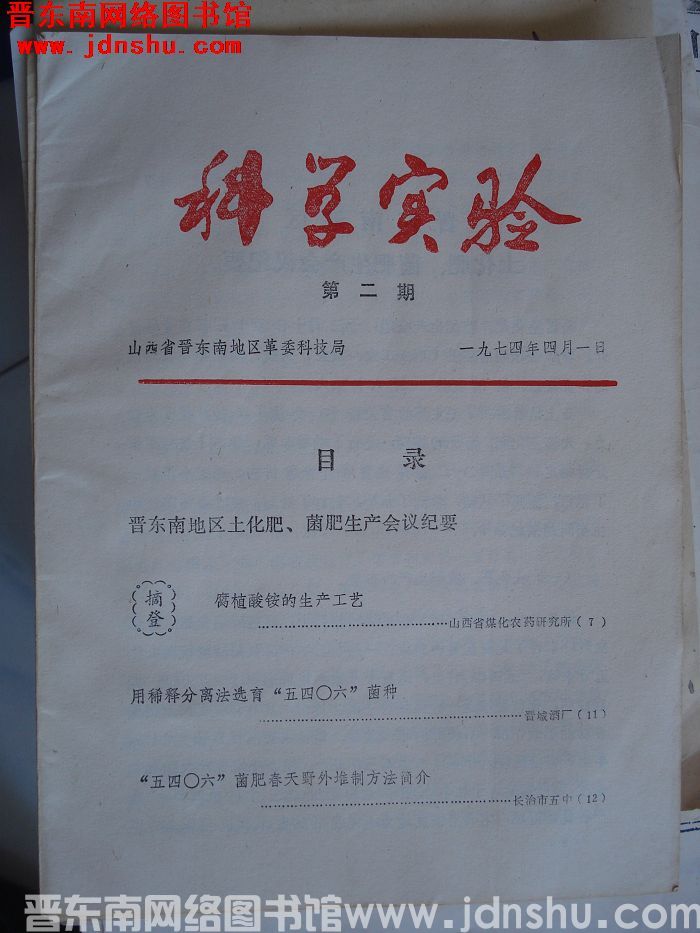 晋东南网络图书馆
www.jdnshu.com
科学实验
第二期
山西省晋东南地区革委科技局 一九七四年四月一日
目 录
晋东南地区土化肥、菌肥生产会议纪要
摘登 腐植酸铵的生产工艺
……………………………………山西省煤化农药研究所(7)
用稀释分离法选育“五四〇六”菌种
……………………………………晋城酒厂(11)
“五四〇六”菌肥春天野外堆制方法简介
……………………………………长治市五中(12)
晋东南网络图书馆www.jdnshu.com